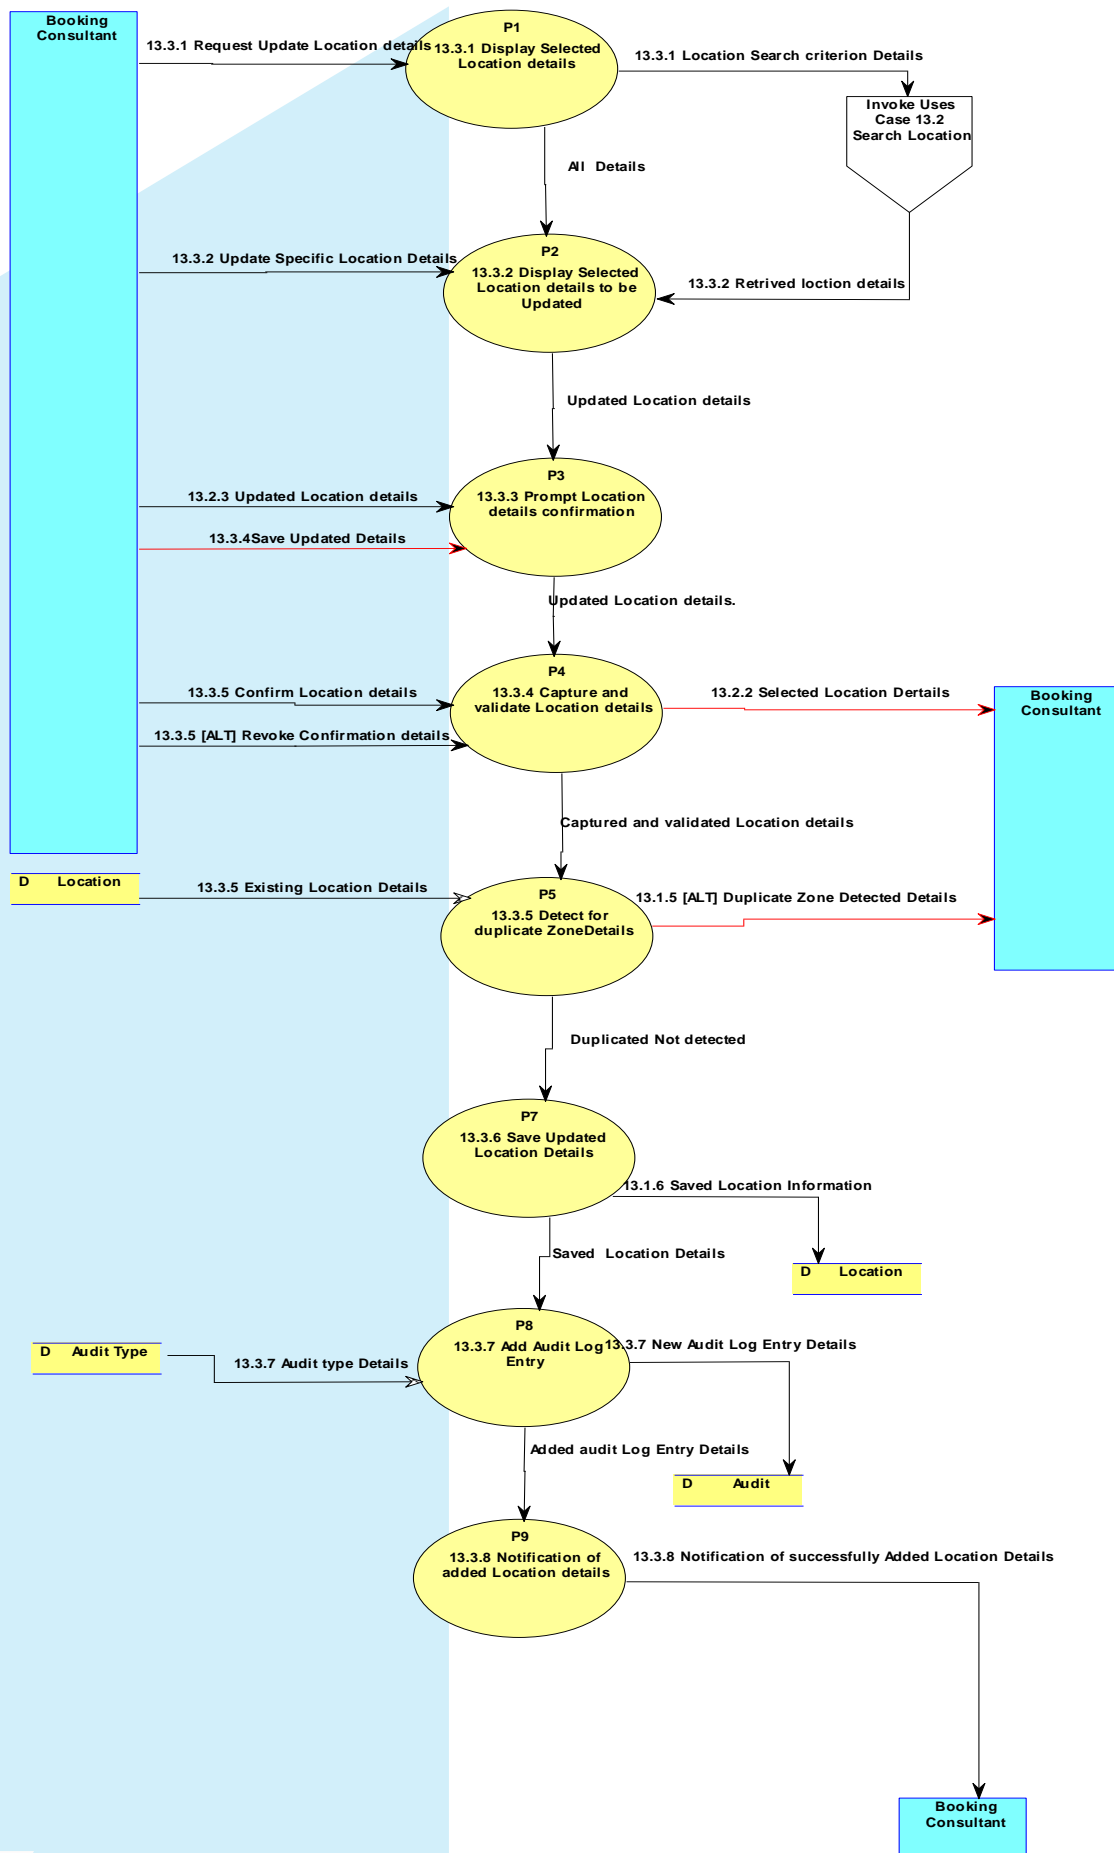 Booking
Consultant
13.3.1 Request Update Location details
P1
13.3.1 Display Selected
Location details
13.3.1 Location Search criterion Details
Invoke Uses
Case 13.2
Search Location
All Details
13.3.2 Update Specific Location Details
P2
13.3.2 Display Selected
Location details to be
Updated
13.3.2 Retrived loction details
Updated Location details
13.2.3 Updated Location details
P3
13.3.3 Prompt Location
details confirmation
13.3.4Save Updated Details
Updated Location details.
13.3.5 Confirm Location details
P4
13.3.4 Capture and
validate Location details
13.2.2 Selected Location Dertails
Booking
Consultant
13.3.5 [ALT] Revoke Confirmation details
Captured and validated Location details
D Location
13.3.5 Existing Location Details
P5
13.3.5 Detect for
duplicate ZoneDetails
13.1.5 [ALT] Duplicate Zone Detected Details
Duplicated Not detected
P7
13.3.6 Save Updated
Location Details
13.1.6 Saved Location Information
Saved Location Details
D Location
D Audit Type
13.3.7 Audit type Details
P8
13.3.7 Add Audit Log
Entry
13.3.7 New Audit Log Entry Details
Added audit Log Entry Details
D Audit
P9
13.3.8 Notification of
added Location details
13.3.8 Notification of successfully Added Location Details
Booking
Consultant